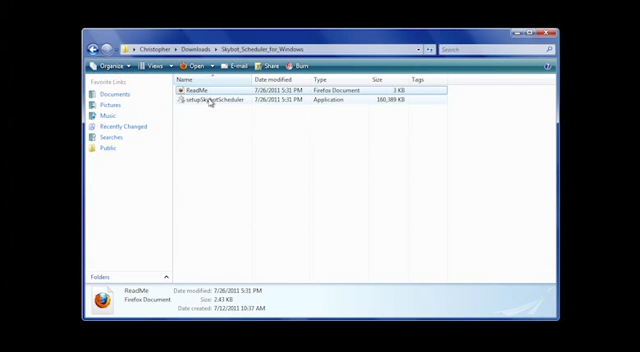 Christopher Downloads Skybot_Scheduler_for_Windows Search
Organize Views Open E-mail Share Burn
Favorite Links
Documents
Pictures
Music
Recently Changed
Searches
Public
Folders
Name Date modified Type Size Tags
ReadMe 7/26/2011 5:31 PM Firefox Document 3 KB
setupSkybotScheduler 7/26/2011 5:31 PM Application 160,389 KB
ReadMe Date modified: 7/26/2011 5:31 PM
Firefox Document Size: 2.43 KB
Date created: 7/12/2011 10:37 AM